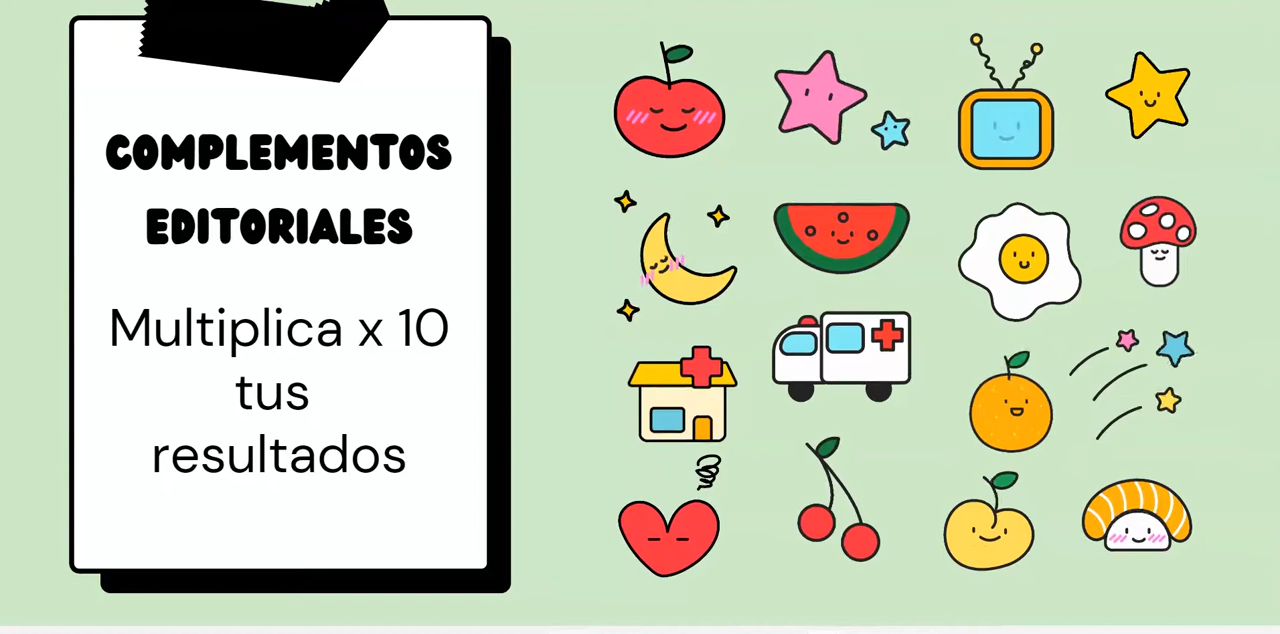 COMPLEMENTOS
EDITORIALES
Multiplica x 10
tus
resultados